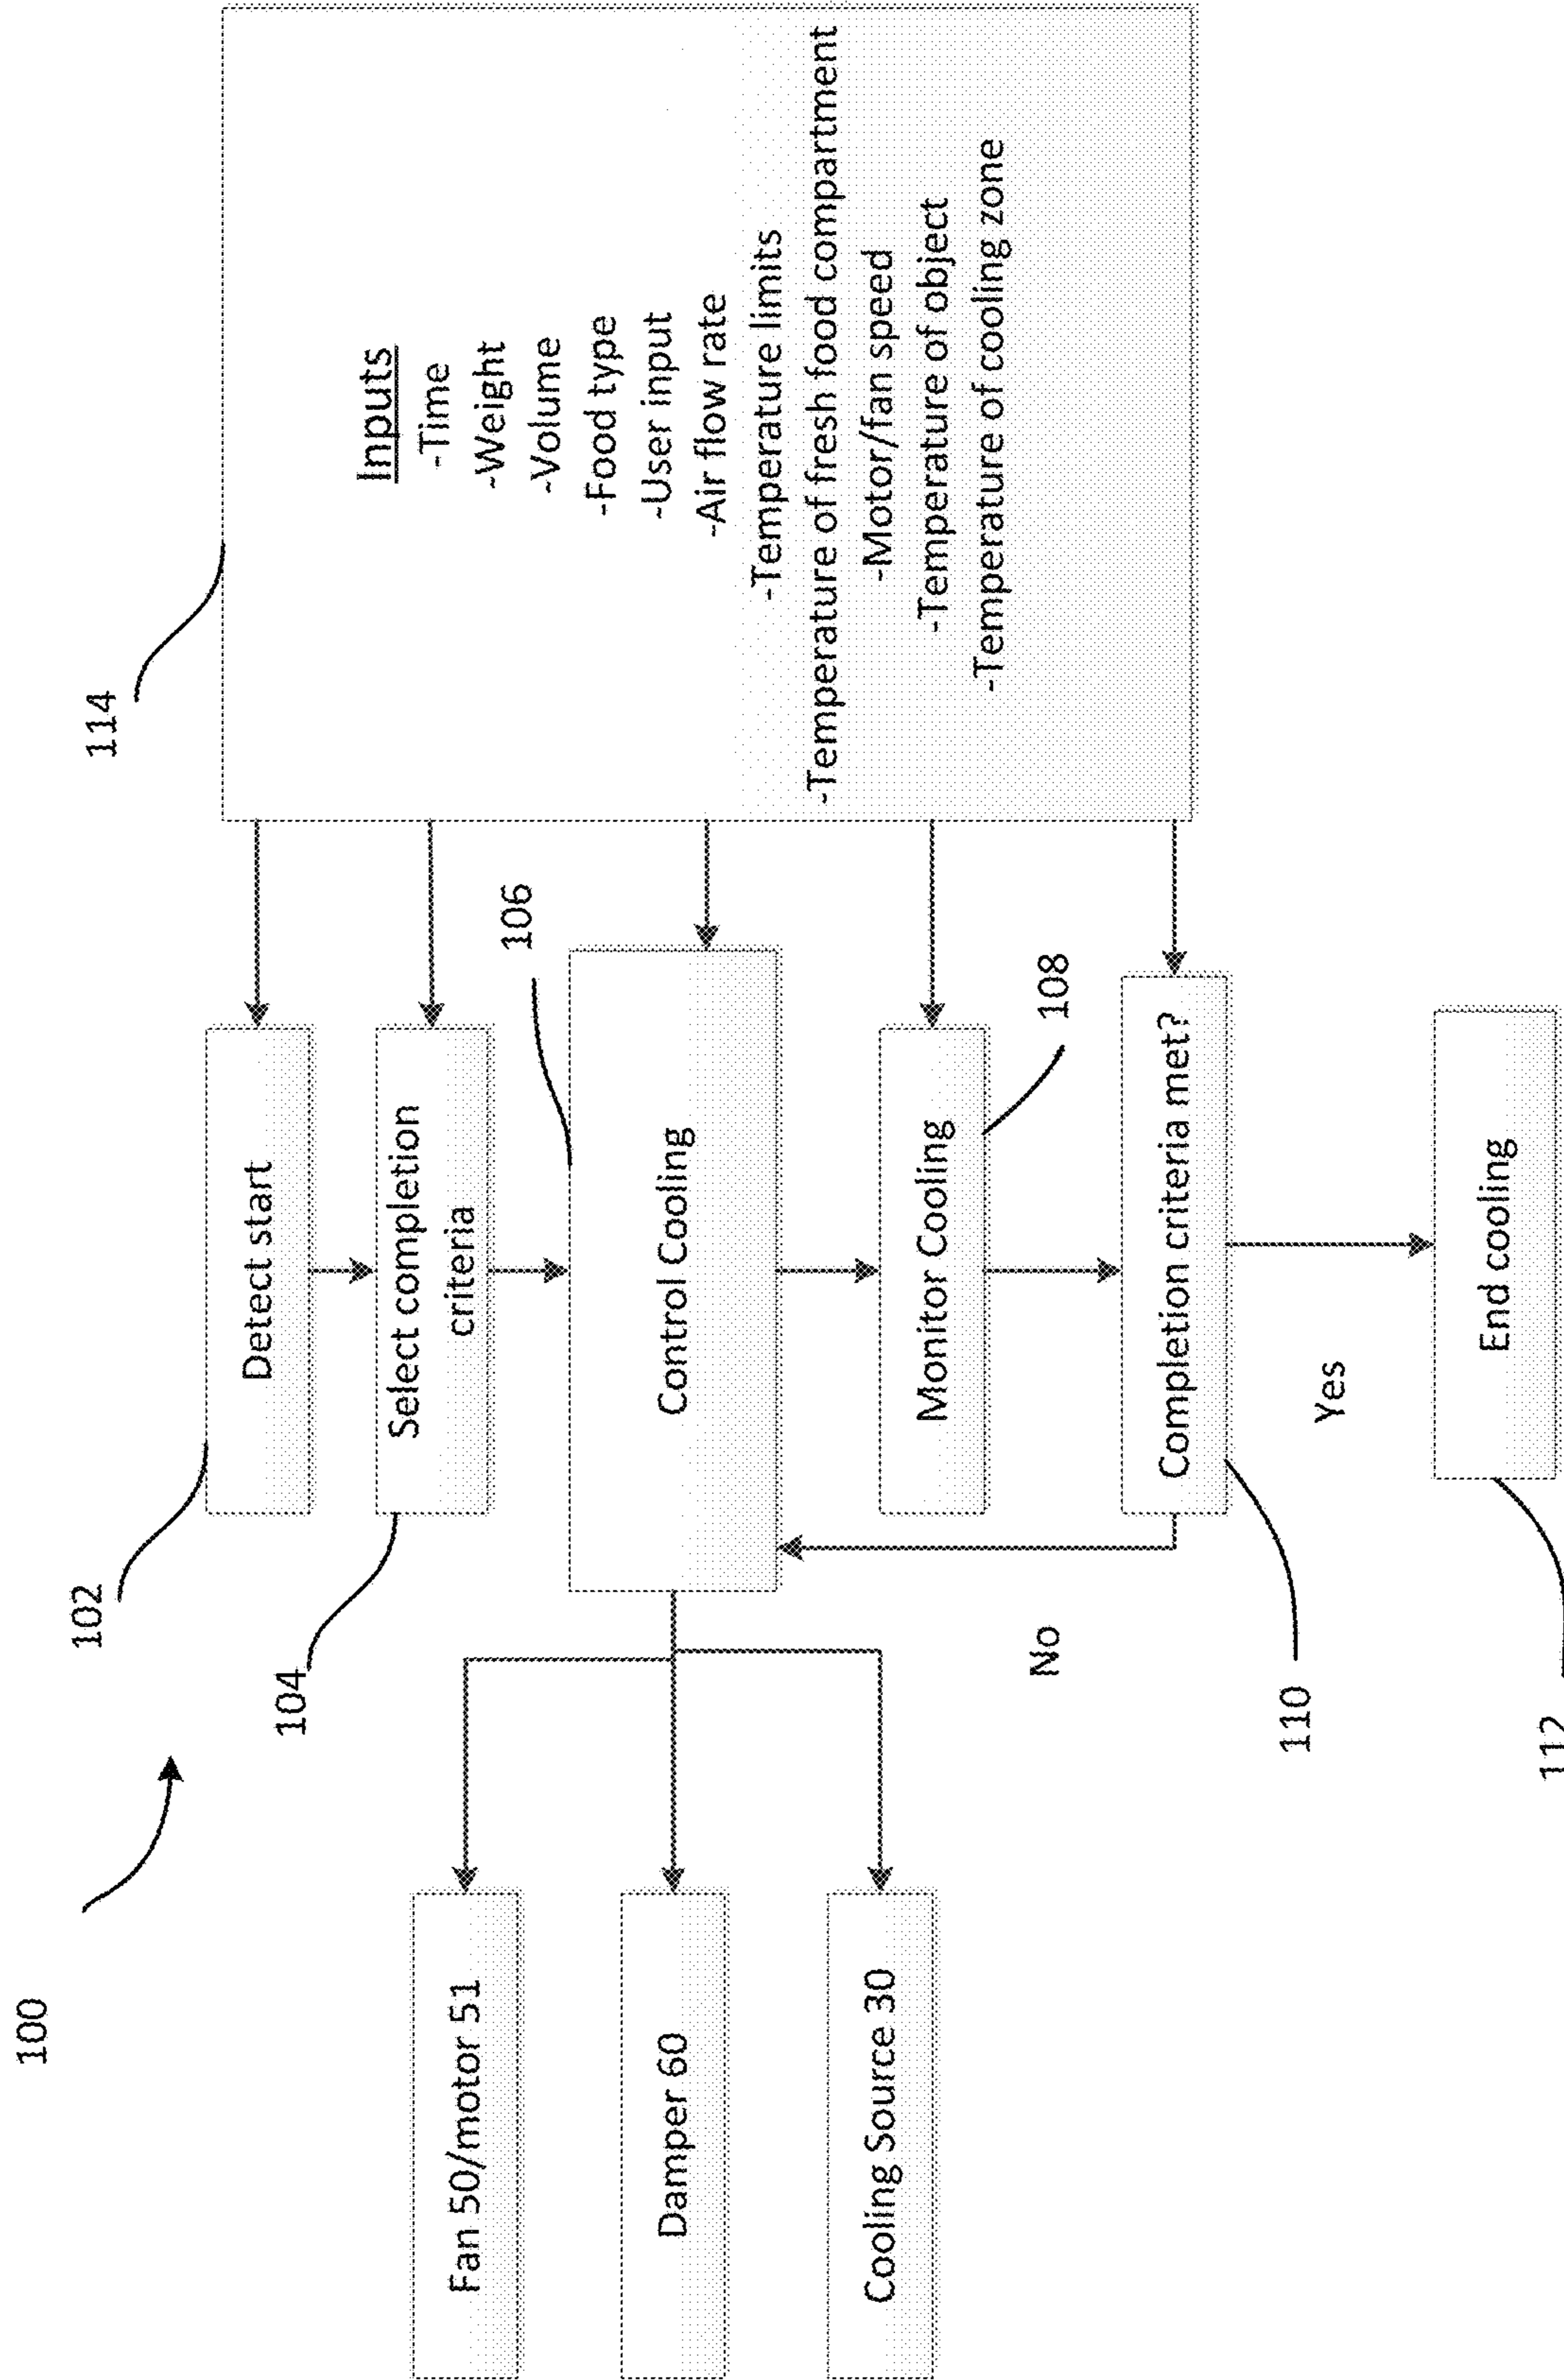 100
102
Detect start
104
Select completion
criteria
106
Control Cooling
Fan 50/motor 51
Damper 60
Cooling Source 30
108
Monitor Cooling
No
110
Completion criteria met?
Yes
112
End cooling
114
Inputs
-Time
-Weight
-Volume
-Food type
-User input
-Air flow rate
-Temperature limits
-Temperature of fresh food compartment
-Motor/fan speed
-Temperature of object
-Temperature of cooling zone